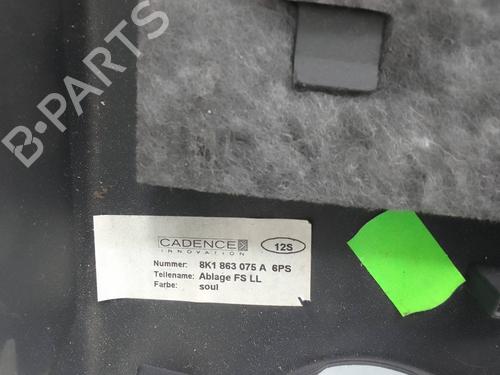 B-PARTS
CADENCE
INNOVATION
12S
Nummer: 8K1 863 075 A 6PS
Teilename: Ablage FS LL
Farbe: soul